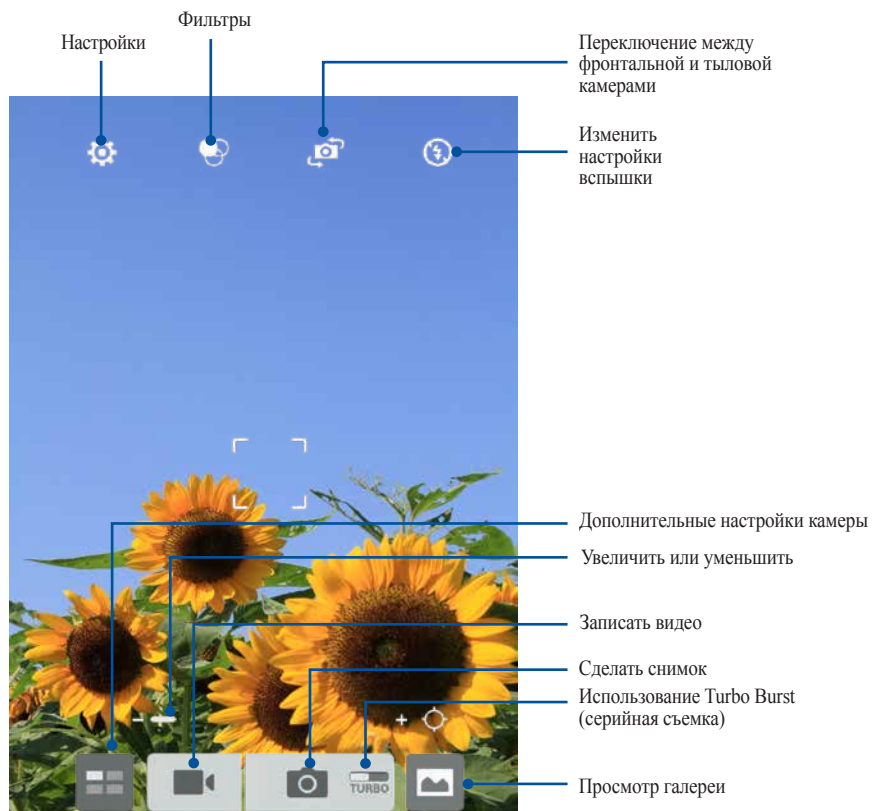 Фильтры
Настройки
Переключение между
фронтальной и тыловой
камерами
Изменить
настройки
вспышки
Дополнительные настройки камеры
Увеличить или уменьшить
Записать видео
Сделать снимок
Использование Turbo Burst
(серийная съемка)
TURBO
Просмотр галереи